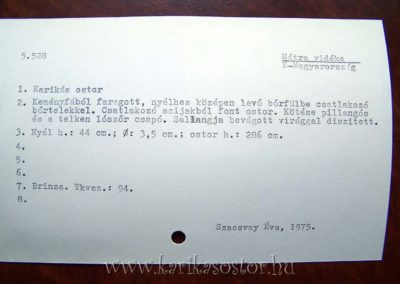 5.528
Mátra vidéke
É-Magyarország
1. Karikás ostor
2. Keményfából faragott, nyélhez középen levő bőrfülbe csatlakozó
bőrtelekkel. Csatlakozó szijakból font ostor. Kötése pillangós
és a telken lószőr csapó. Sallangja bevágott virággal díszített.
3. Nyél h.: 44 cm.; Ø: 3,5 cm.; ostor h.: 286 cm.
4.
5.
6.
7. Brinza. Tkvsz.: 94.
8.
Szacsvay Éva, 1975.
www.karikasostor.hu